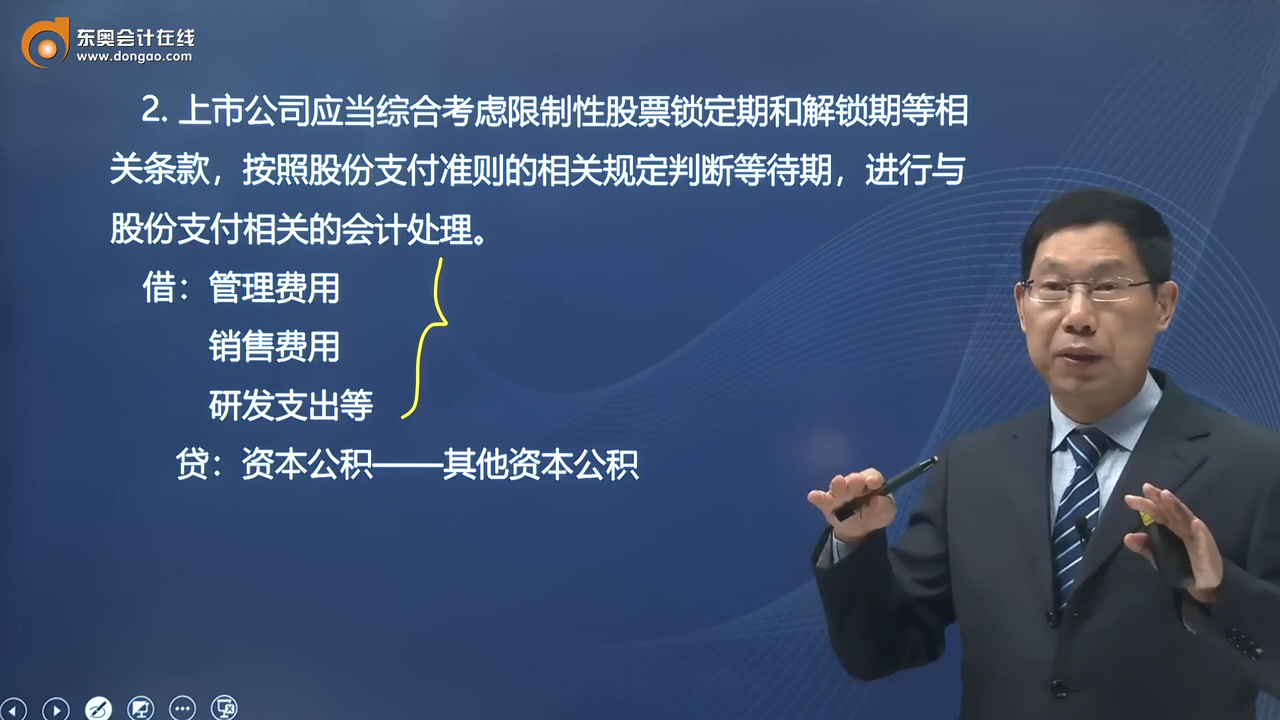 东奥会计在线
www.dongao.com
2. 上市公司应当综合考虑限制性股票锁定期和解锁期等相
关条款，按照股份支付准则的相关规定判断等待期，进行与
股份支付相关的会计处理。
借：管理费用
销售费用
研发支出等
贷：资本公积——其他资本公积